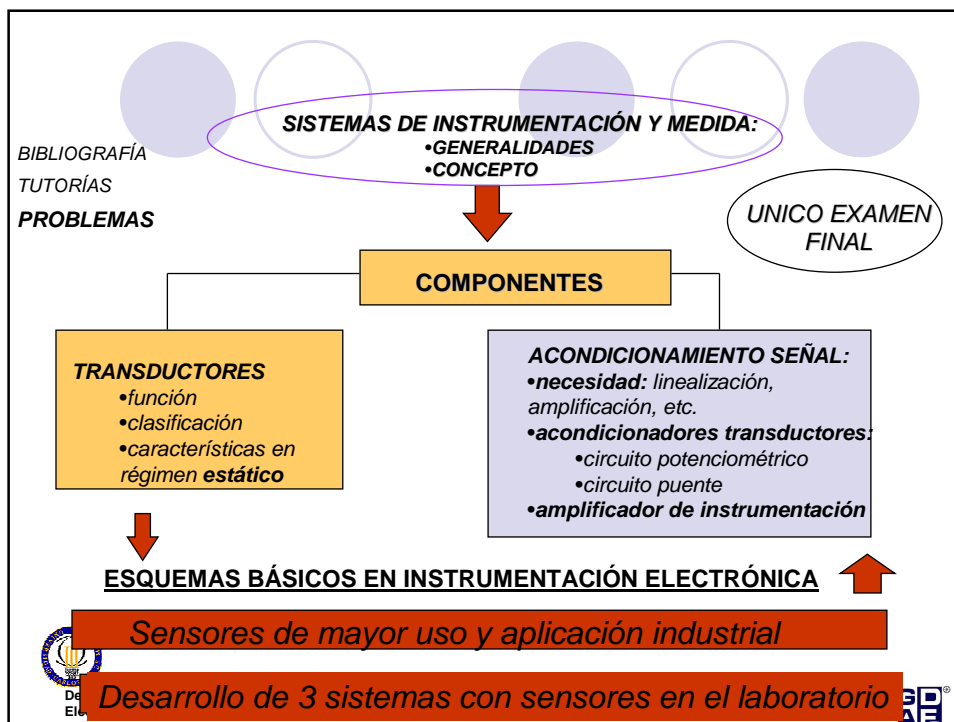 SISTEMAS DE INSTRUMENTACIÓN Y MEDIDA:
•GENERALIDADES
•CONCEPTO
BIBLIOGRAFÍA
TUTORÍAS
PROBLEMAS
UNICO EXAMEN
FINAL
COMPONENTES
TRANSDUCTORES
•función
•clasificación
•características en
régimen estático
ACONDICIONAMIENTO SEÑAL:
•necesidad: linealización,
amplificación, etc.
•acondicionadores transductores:
•circuito potenciométrico
•circuito puente
•amplificador de instrumentación
ESQUEMAS BÁSICOS EN INSTRUMENTACIÓN ELECTRÓNICA
Sensores de mayor uso y aplicación industrial
Desarrollo de 3 sistemas con sensores en el laboratorio